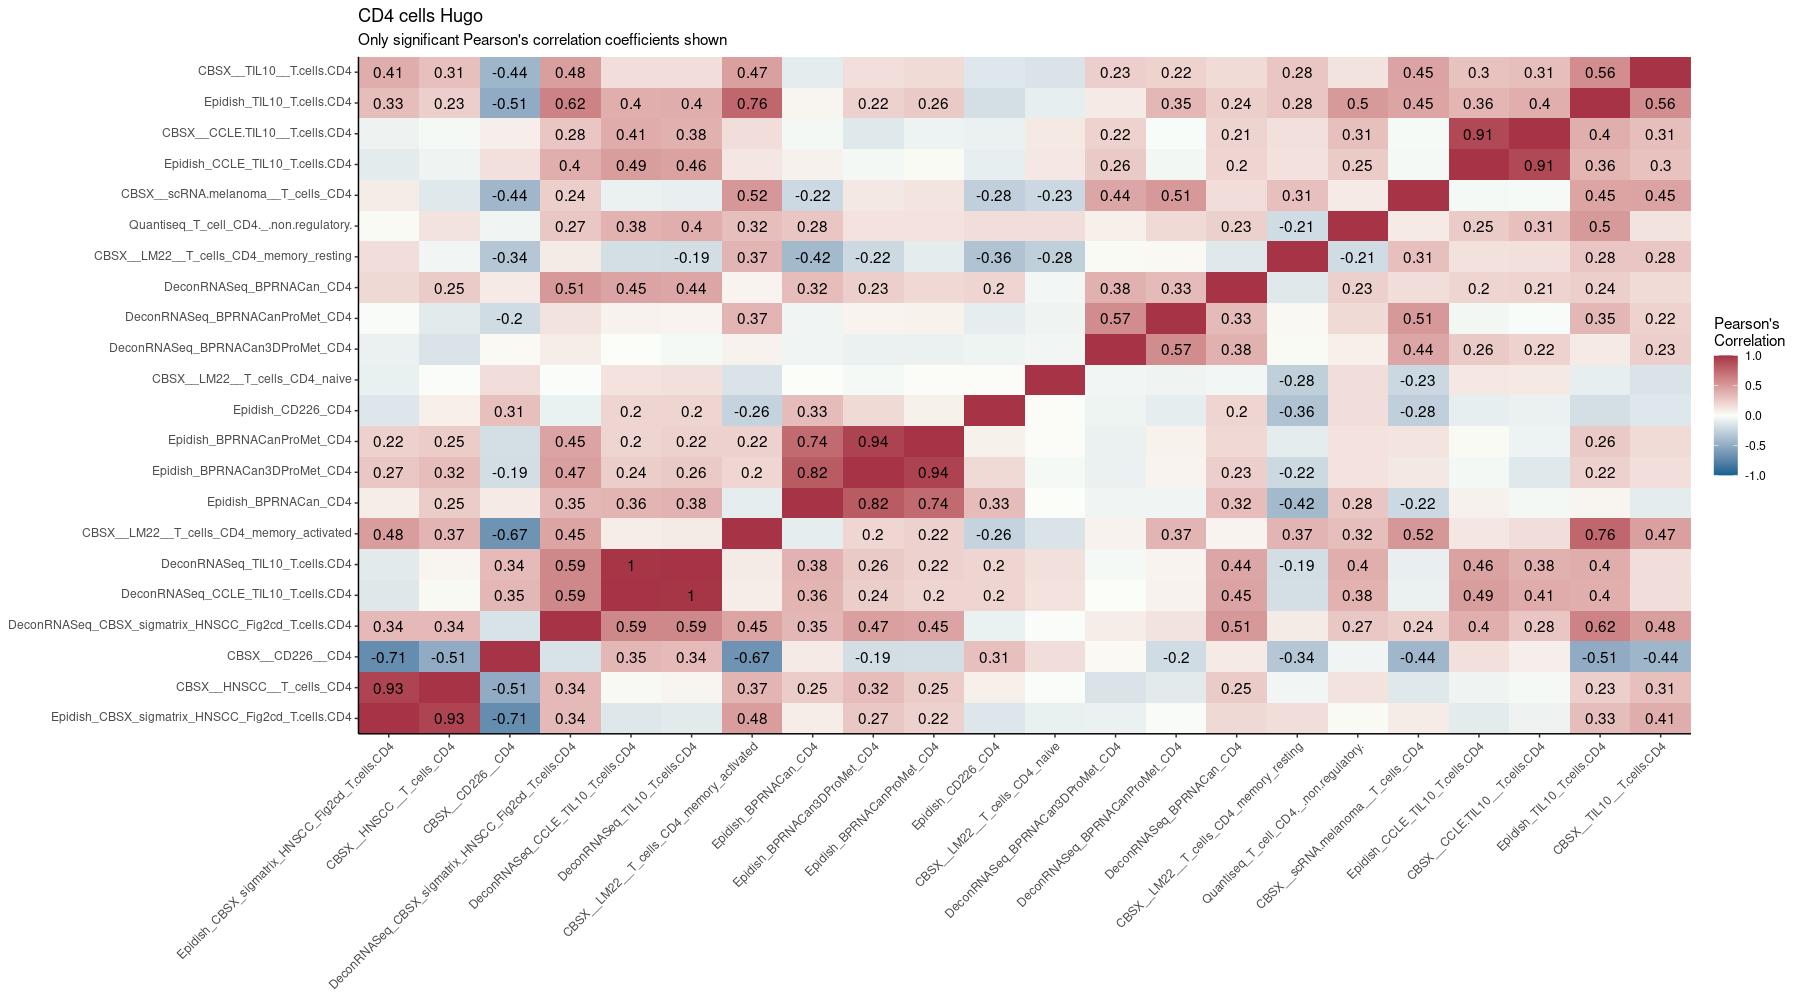 CD4 cells Hugo
Only significant Pearson's correlation coefficients shown
CBSX__TIL10__T.cells.CD4 0.41 0.31 -0.44 0.48 0.47 0.23 0.22 0.28 0.45 0.3 0.31 0.56
Epidish_TIL10_T.cells.CD4 0.33 0.23 -0.51 0.62 0.4 0.4 0.76 0.22 0.26 0.35 0.24 0.28 0.5 0.45 0.36 0.4 0.56
CBSX__CCLE.TIL10__T.cells.CD4 0.28 0.41 0.38 0.22 0.21 0.31 0.91 0.4 0.31
Epidish_CCLE_TIL10_T.cells.CD4 0.4 0.49 0.46 0.26 0.2 0.25 0.91 0.36 0.3
CBSX__scRNA.melanoma__T_cells_CD4 -0.44 0.24 0.52 -0.22 -0.28 -0.23 0.44 0.51 0.31 0.45 0.45
Quantiseq_T_cell_CD4._.non.regulatory. 0.27 0.38 0.4 0.32 0.28 0.23 -0.21 0.25 0.31 0.5
CBSX__LM22__T_cells_CD4_memory_resting -0.34 -0.19 0.37 -0.42 -0.22 -0.36 -0.28 -0.21 0.31 0.28 0.28
DeconRNASeq_BPRNACan_CD4 0.25 0.51 0.45 0.44 0.32 0.23 0.2 0.38 0.33 0.23 0.2 0.21 0.24
DeconRNASeq_BPRNACanProMet_CD4 -0.2 0.37 0.57 0.33 0.51 0.35 0.22
DeconRNASeq_BPRNACan3DProMet_CD4 0.57 0.38 0.44 0.26 0.22 0.23
CBSX__LM22__T_cells_CD4_naive -0.28 -0.23
Epidish_CD226_CD4 0.31 0.2 0.2 -0.26 0.33 0.2 -0.36 -0.28
Epidish_BPRNACanProMet_CD4 0.22 0.25 0.45 0.2 0.22 0.22 0.74 0.94 0.26
Epidish_BPRNACan3DProMet_CD4 0.27 0.32 -0.19 0.47 0.24 0.26 0.2 0.82 0.94 0.23 -0.22 0.22
Epidish_BPRNACan_CD4 0.25 0.35 0.36 0.38 0.82 0.74 0.33 0.32 -0.42 0.28 -0.22
CBSX__LM22__T_cells_CD4_memory_activated 0.48 0.37 -0.67 0.45 0.2 0.22 -0.26 0.37 0.37 0.32 0.52 0.76 0.47
DeconRNASeq_TIL10_T.cells.CD4 0.34 0.59 1 0.38 0.26 0.22 0.2 0.44 -0.19 0.4 0.46 0.38 0.4
DeconRNASeq_CCLE_TIL10_T.cells.CD4 0.35 0.59 1 0.36 0.24 0.2 0.2 0.45 0.38 0.49 0.41 0.4
DeconRNASeq_CBSX_sigmatrix_HNSCC_Fig2cd_T.cells.CD4 0.34 0.34 0.59 0.59 0.45 0.35 0.47 0.45 0.51 0.27 0.24 0.4 0.28 0.62 0.48
CBSX__CD226__CD4 -0.71 -0.51 0.35 0.34 -0.67 -0.19 0.31 -0.2 -0.34 -0.44 -0.51 -0.44
CBSX__HNSCC__T_cells_CD4 0.93 -0.51 0.34 0.37 0.25 0.32 0.25 0.25 0.23 0.31
Epidish_CBSX_sigmatrix_HNSCC_Fig2cd_T.cells.CD4 0.93 -0.71 0.34 0.48 0.27 0.22 0.33 0.41
Epidish_CBSX_sigmatrix_HNSCC_Fig2cd_T.cells.CD4
CBSX__HNSCC__T_cells_CD4
CBSX__CD226__CD4
DeconRNASeq_CBSX_sigmatrix_HNSCC_Fig2cd_T.cells.CD4
DeconRNASeq_CCLE_TIL10_T.cells.CD4
DeconRNASeq_TIL10_T.cells.CD4
CBSX__LM22__T_cells_CD4_memory_activated
Epidish_BPRNACan_CD4
Epidish_BPRNACan3DProMet_CD4
Epidish_BPRNACanProMet_CD4
Epidish_CD226_CD4
CBSX__LM22__T_cells_CD4_naive
DeconRNASeq_BPRNACan3DProMet_CD4
DeconRNASeq_BPRNACanProMet_CD4
DeconRNASeq_BPRNACan_CD4
CBSX__LM22__T_cells_CD4_memory_resting
Quantiseq_T_cell_CD4._.non.regulatory.
CBSX__scRNA.melanoma__T_cells_CD4
Epidish_CCLE_TIL10_T.cells.CD4
CBSX__CCLE.TIL10__T.cells.CD4
Epidish_TIL10_T.cells.CD4
CBSX__TIL10__T.cells.CD4
Pearson's
Correlation
1.0
0.5
0.0
-0.5
-1.0